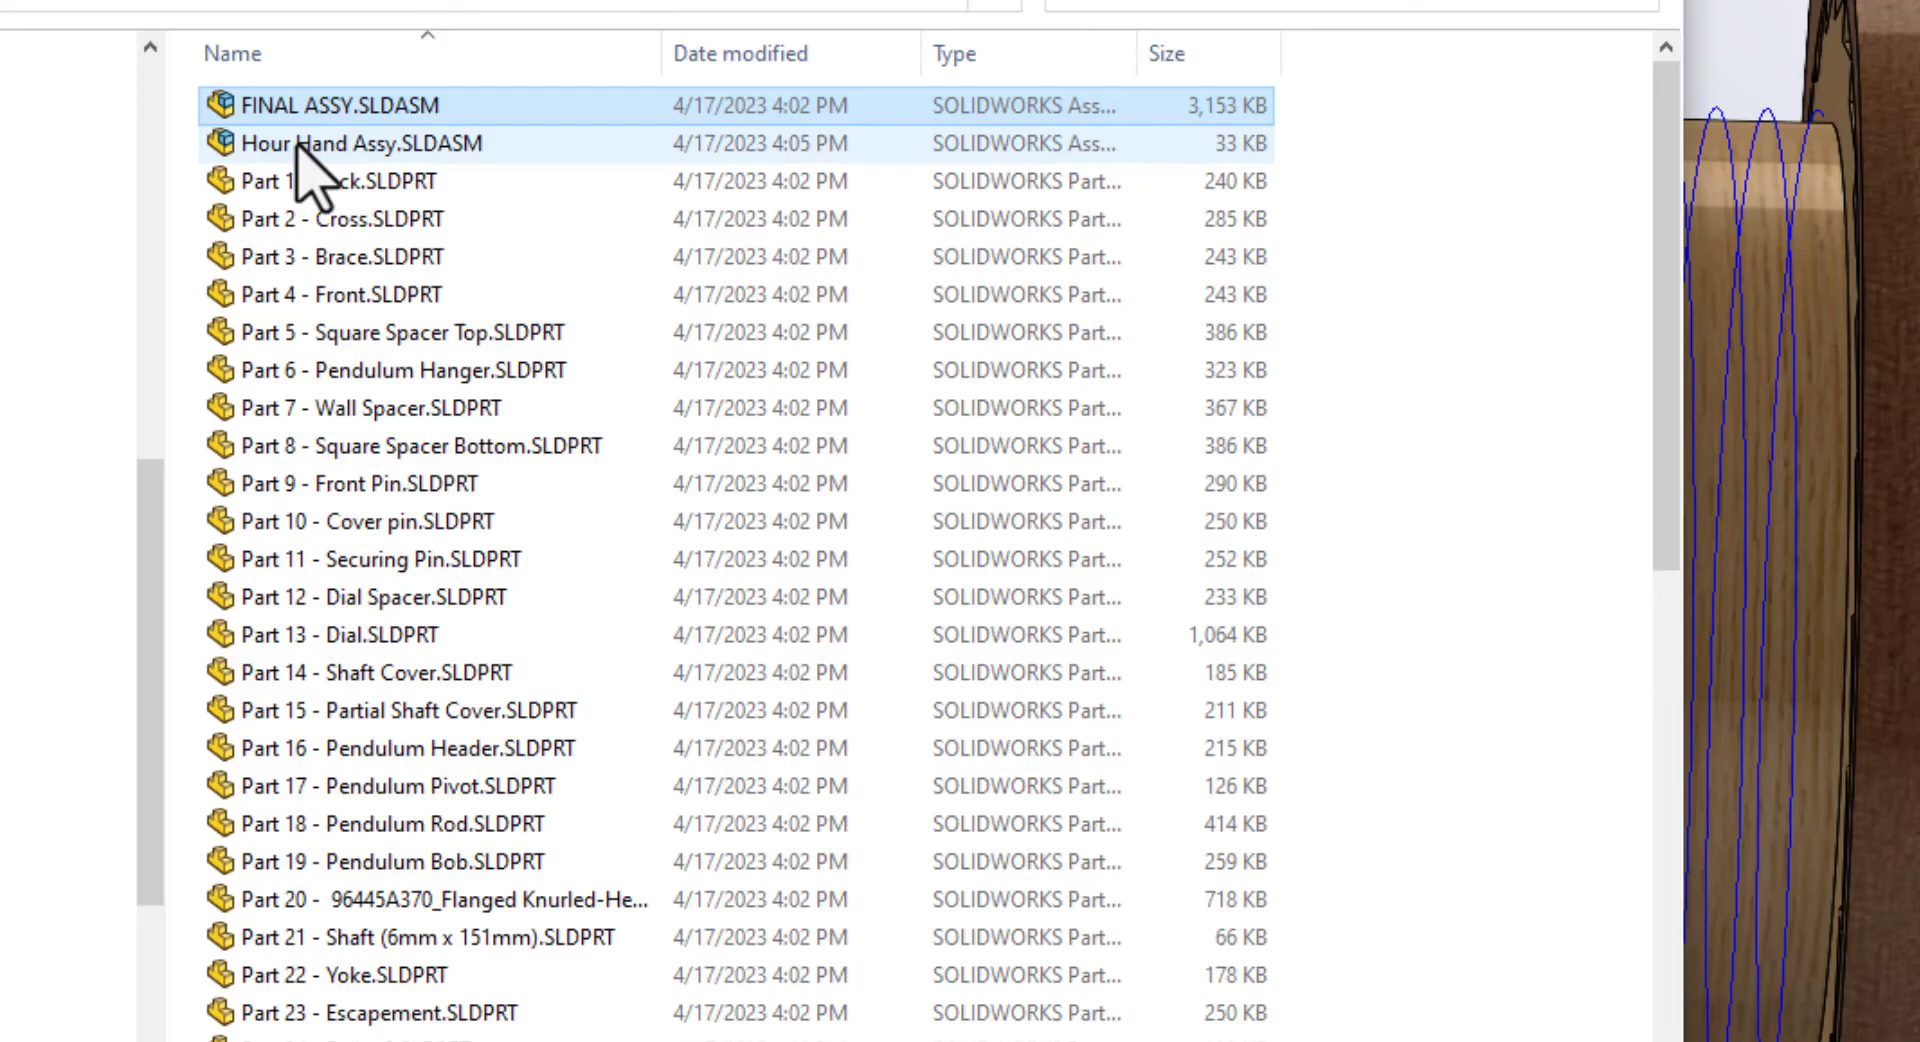 Name Date modified Type Size
FINAL ASSY.SLDASM 4/17/2023 4:02 PM SOLIDWORKS Ass... 3,153 KB
Hour Hand Assy.SLDASM 4/17/2023 4:05 PM SOLIDWORKS Ass... 33 KB
Part 1 ck.SLDPRT 4/17/2023 4:02 PM SOLIDWORKS Part... 240 KB
Part 2 - Cross.SLDPRT 4/17/2023 4:02 PM SOLIDWORKS Part... 285 KB
Part 3 - Brace.SLDPRT 4/17/2023 4:02 PM SOLIDWORKS Part... 243 KB
Part 4 - Front.SLDPRT 4/17/2023 4:02 PM SOLIDWORKS Part... 243 KB
Part 5 - Square Spacer Top.SLDPRT 4/17/2023 4:02 PM SOLIDWORKS Part... 386 KB
Part 6 - Pendulum Hanger.SLDPRT 4/17/2023 4:02 PM SOLIDWORKS Part... 323 KB
Part 7 - Wall Spacer.SLDPRT 4/17/2023 4:02 PM SOLIDWORKS Part... 367 KB
Part 8 - Square Spacer Bottom.SLDPRT 4/17/2023 4:02 PM SOLIDWORKS Part... 386 KB
Part 9 - Front Pin.SLDPRT 4/17/2023 4:02 PM SOLIDWORKS Part... 290 KB
Part 10 - Cover pin.SLDPRT 4/17/2023 4:02 PM SOLIDWORKS Part... 250 KB
Part 11 - Securing Pin.SLDPRT 4/17/2023 4:02 PM SOLIDWORKS Part... 252 KB
Part 12 - Dial Spacer.SLDPRT 4/17/2023 4:02 PM SOLIDWORKS Part... 233 KB
Part 13 - Dial.SLDPRT 4/17/2023 4:02 PM SOLIDWORKS Part... 1,064 KB
Part 14 - Shaft Cover.SLDPRT 4/17/2023 4:02 PM SOLIDWORKS Part... 185 KB
Part 15 - Partial Shaft Cover.SLDPRT 4/17/2023 4:02 PM SOLIDWORKS Part... 211 KB
Part 16 - Pendulum Header.SLDPRT 4/17/2023 4:02 PM SOLIDWORKS Part... 215 KB
Part 17 - Pendulum Pivot.SLDPRT 4/17/2023 4:02 PM SOLIDWORKS Part... 126 KB
Part 18 - Pendulum Rod.SLDPRT 4/17/2023 4:02 PM SOLIDWORKS Part... 414 KB
Part 19 - Pendulum Bob.SLDPRT 4/17/2023 4:02 PM SOLIDWORKS Part... 259 KB
Part 20 - 96445A370_Flanged Knurled-He... 4/17/2023 4:02 PM SOLIDWORKS Part... 718 KB
Part 21 - Shaft (6mm x 151mm).SLDPRT 4/17/2023 4:02 PM SOLIDWORKS Part... 66 KB
Part 22 - Yoke.SLDPRT 4/17/2023 4:02 PM SOLIDWORKS Part... 178 KB
Part 23 - Escapement.SLDPRT 4/17/2023 4:02 PM SOLIDWORKS Part... 250 KB